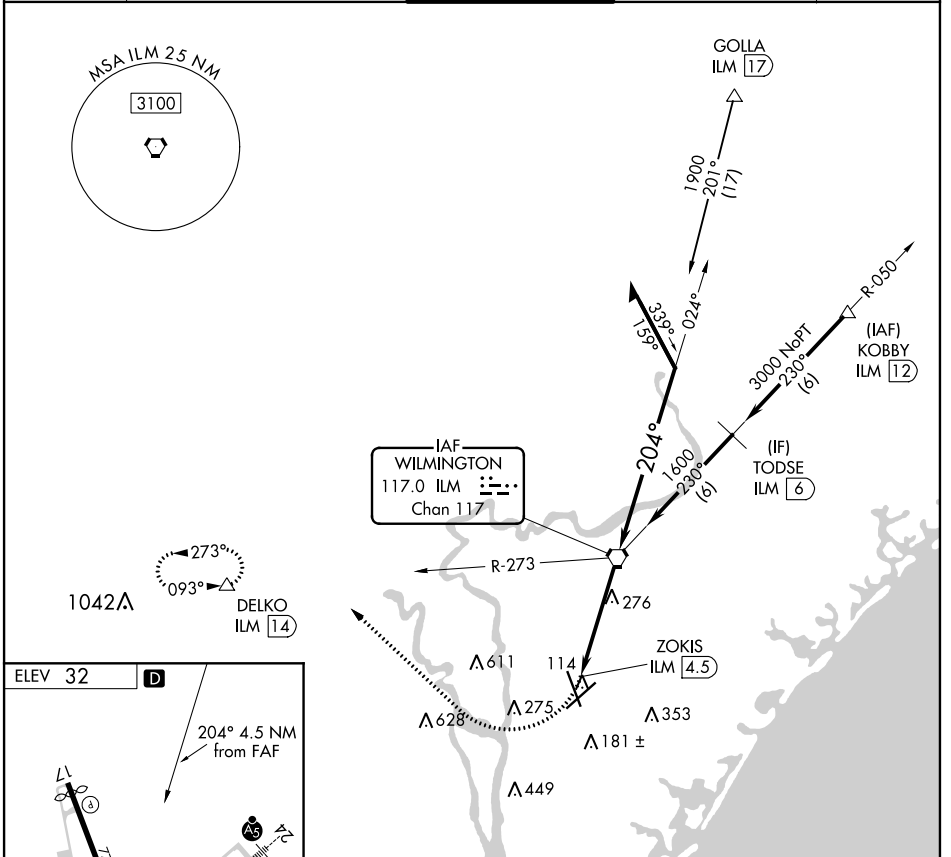 MSA ILM 25 NM
3100
GOLLA
ILM 17
1900
201°
(17)
R-050
(IAF)
KOBBY
ILM 12
3000 NoPT
230°
(6)
339°
159°
024°
204°
1600
230°
(6)
(IF)
TODSE
ILM 6
IAF
WILMINGTON
117.0 ILM
Chan 117
R-273
273°
093°
DELKO
ILM 14
1042
276
ZOKIS
ILM 4.5
611
114
275
628
353
181 ±
449
ELEV 32
D
204° 4.5 NM
from FAF
17
P
A5
24